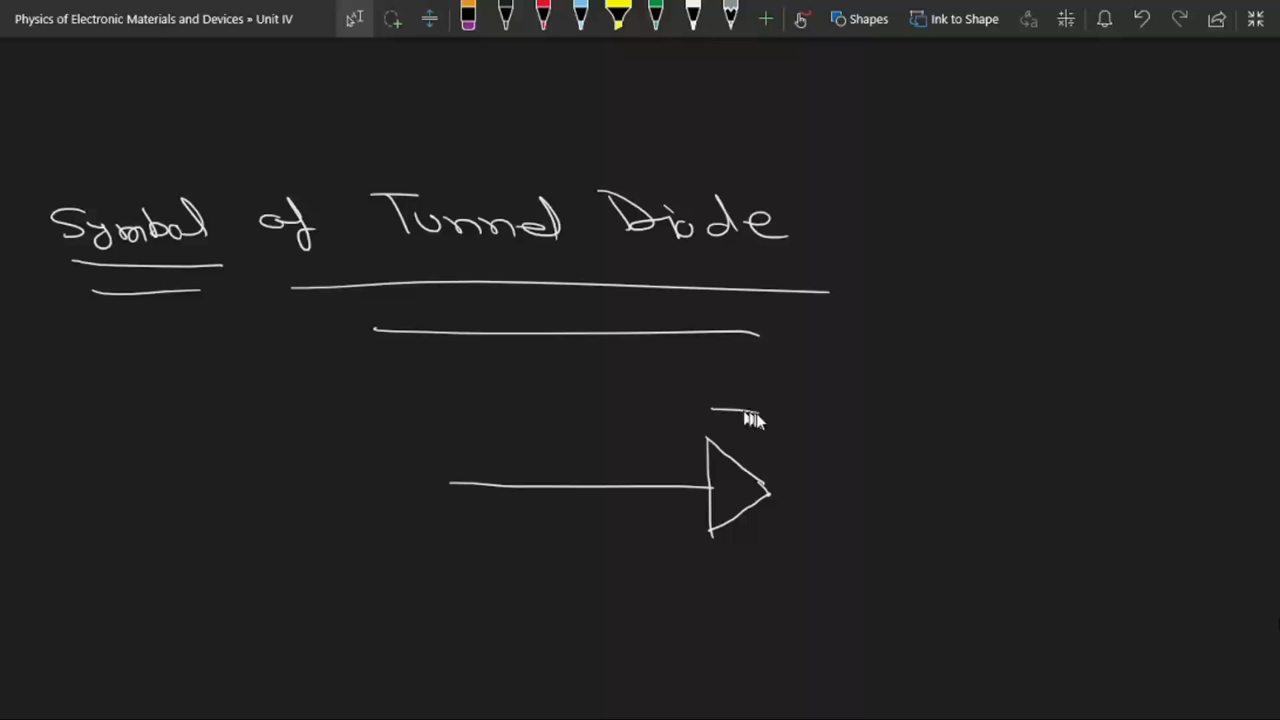 Physics of Electronic Materials and Devices » Unit IV
Shapes
Ink to Shape
Symbol of Tunnel Diode